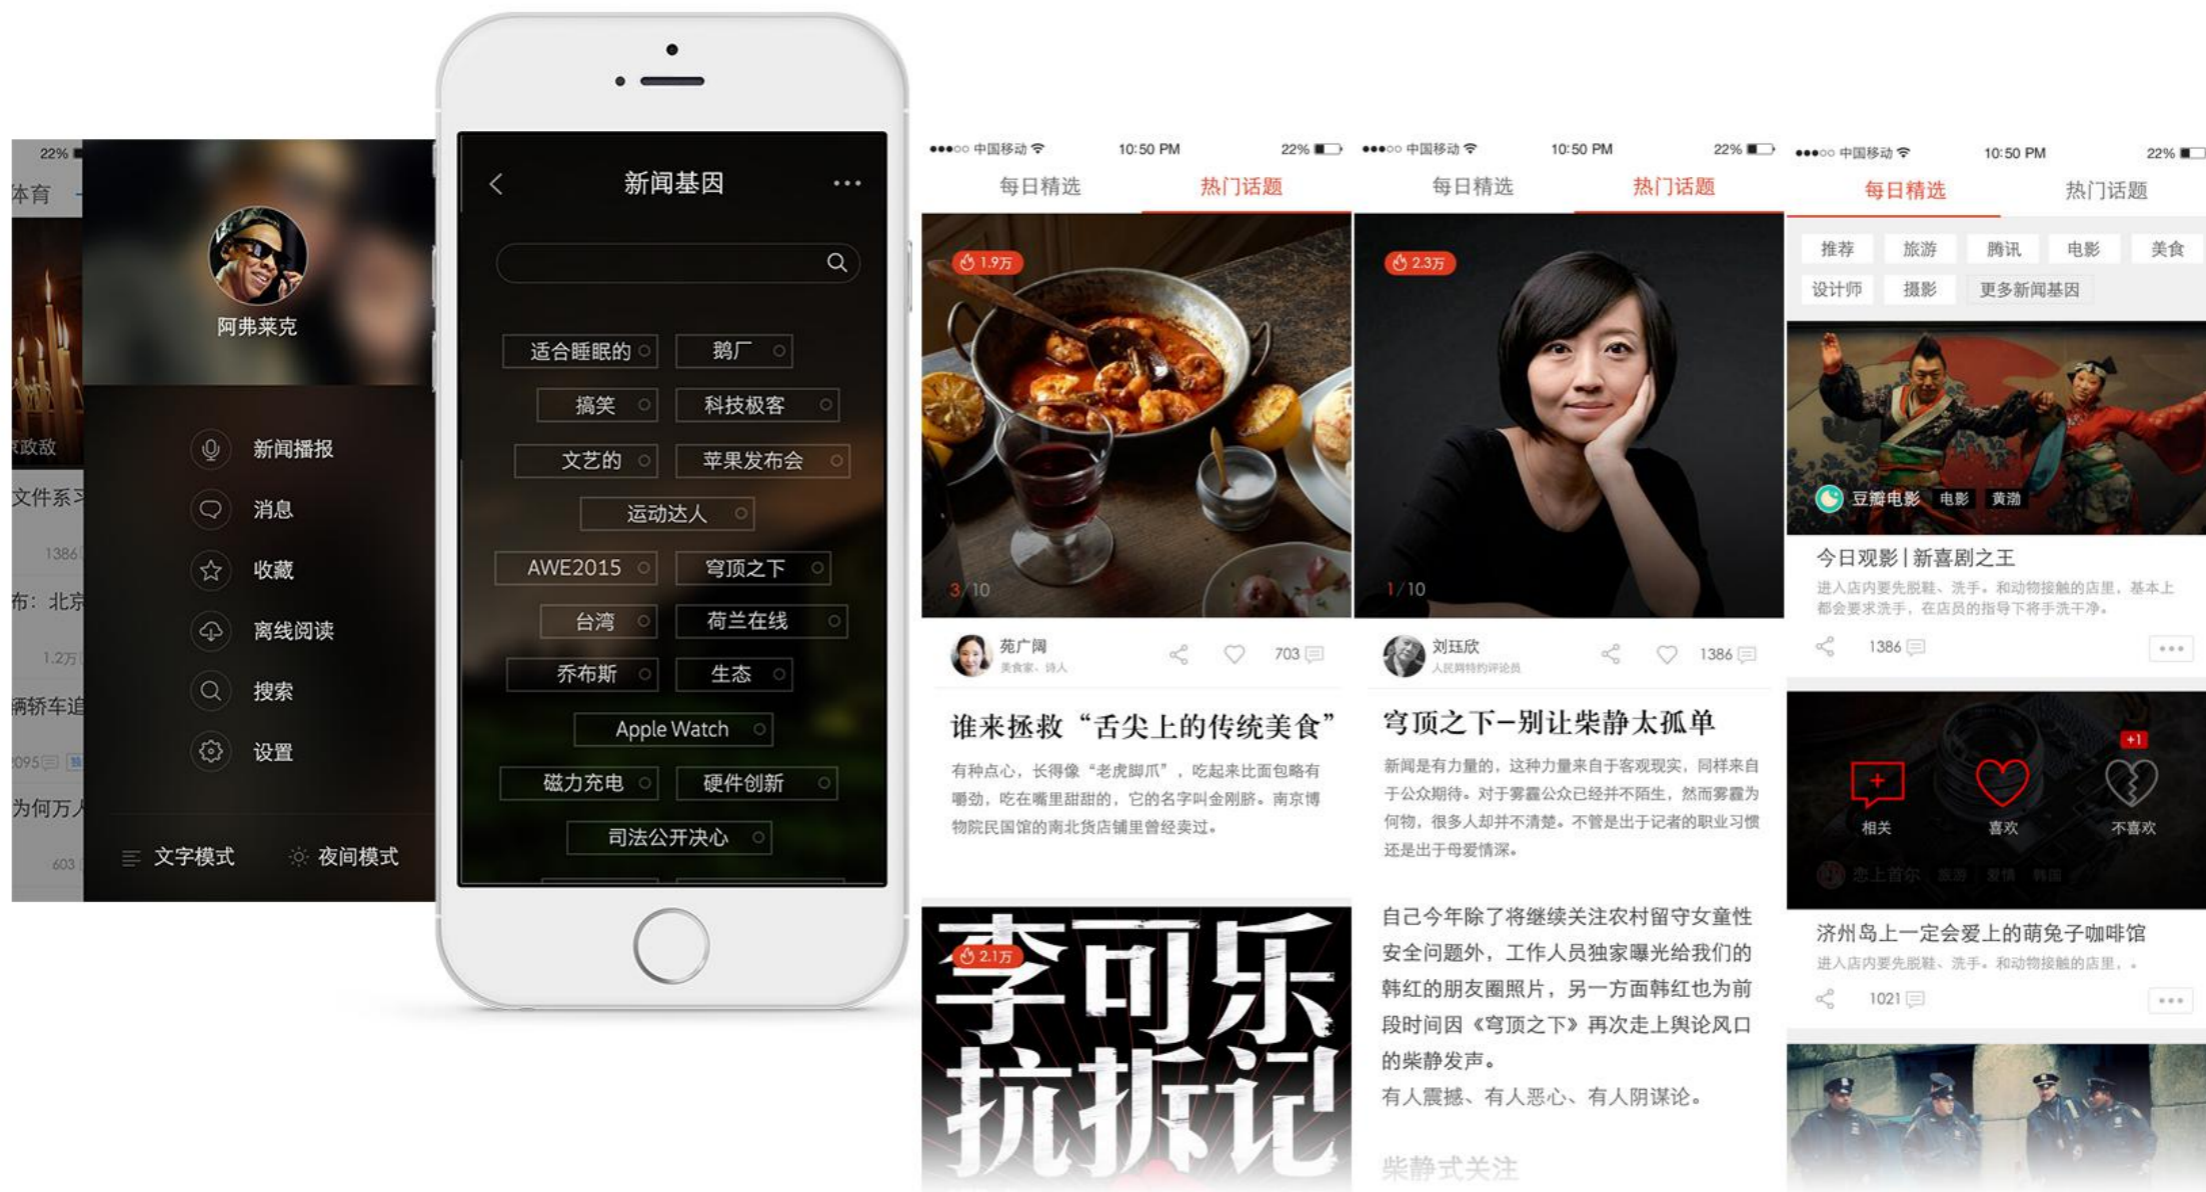 22%
体育
政敌
文件系
1386
布：北京
1.2万
辆轿车追
2095
为何万人
603
阿弗莱克
新闻播报
消息
收藏
离线阅读
搜索
设置
文字模式
夜间模式
新闻基因
适合睡眠的
鹅厂
搞笑
科技极客
文艺的
苹果发布会
运动达人
AWE2015
穹顶之下
台湾
荷兰在线
乔布斯
生态
Apple Watch
磁力充电
硬件创新
司法公开决心
中国移动
10:50 PM
22%
每日精选
热门话题
1.9万
3/10
苑广阔
美食家、诗人
703
谁来拯救“舌尖上的传统美食”
有种点心，长得像“老虎脚爪”，吃起来比面包略有
嚼劲，吃在嘴里甜甜的，它的名字叫金刚脐。南京博
物院民国馆的南北货店铺里曾经卖过。
2.1万
李可乐
抗拆记
中国移动
10:50 PM
22%
每日精选
热门话题
2.3万
1/10
刘珏欣
人民网特约评论员
1386
穹顶之下-别让柴静太孤单
新闻是有力量的，这种力量来自于客观现实，同样来自
于公众期待。对于雾霾公众已经并不陌生，然而雾霾为
何物，很多人却并不清楚。不管是出于记者的职业习惯
还是出于母爱情深。
自己今年除了将继续关注农村留守女童性
安全问题外，工作人员独家曝光给我们的
韩红的朋友圈照片，另一方面韩红也为前
段时间因《穹顶之下》再次走上舆论风口
的柴静发声。
有人震撼、有人恶心、有人阴谋论。
柴静式关注
中国移动
10:50 PM
22%
每日精选
热门话题
推荐
旅游
腾讯
电影
美食
设计师
摄影
更多新闻基因
豆瓣电影
电影
黄渤
今日观影|新喜剧之王
进入店内要先脱鞋、洗手。和动物接触的店里，基本上
都会要求洗手，在店员的指导下将手洗干净。
1386
+1
相关
喜欢
不喜欢
恋上首尔
旅游
爱情
韩国
济州岛上一定会爱上的萌兔子咖啡馆
进入店内要先脱鞋、洗手。和动物接触的店里，。
1021